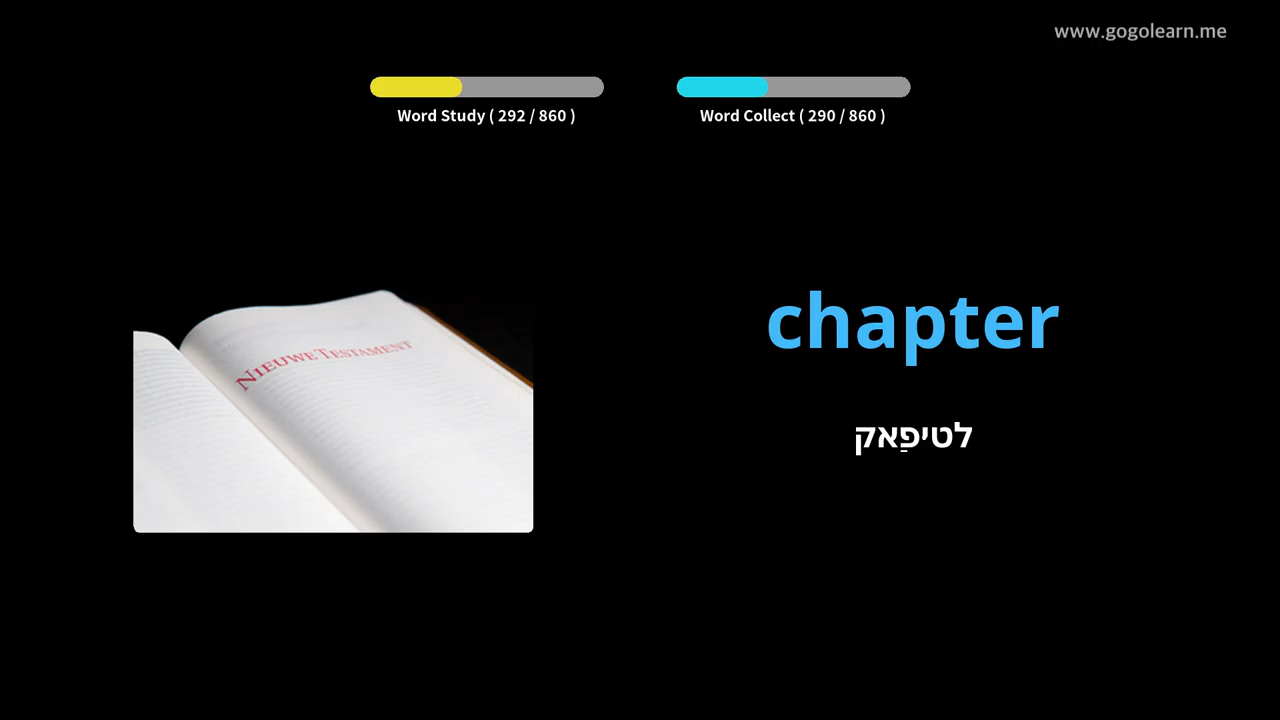 www.gogolearn.me
Word Study ( 292 / 860 )
Word Collect ( 290 / 860 )
NIEUWE TESTAMENT
chapter
לטיפַאק